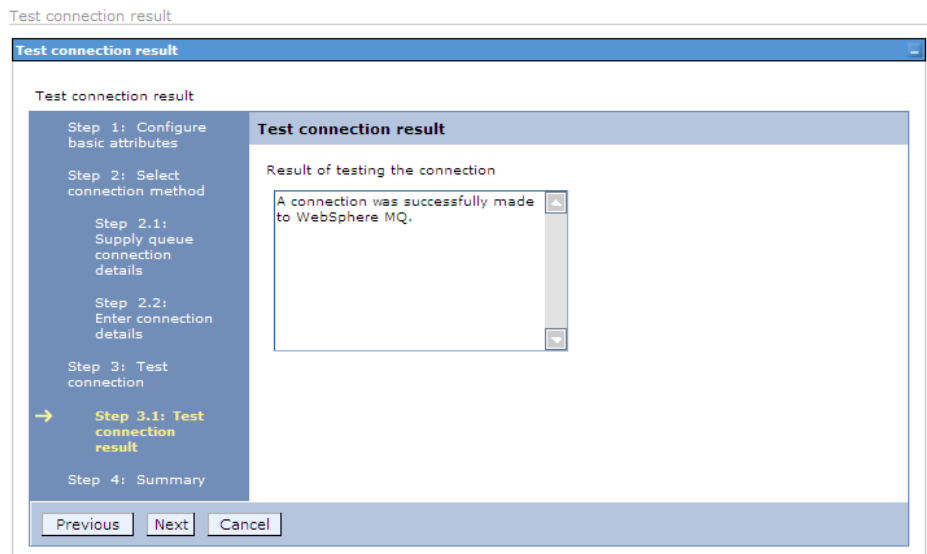 Test connection result
Test connection result
Test connection result
Step 1: Configure
basic attributes
Step 2: Select
connection method
Step 2.1:
Supply queue
connection
details
Step 2.2:
Enter connection
details
Step 3: Test
connection
Step 3.1: Test
connection
result
Step 4: Summary
Test connection result
Result of testing the connection
A connection was successfully made
to WebSphere MQ.
Previous Next Cancel